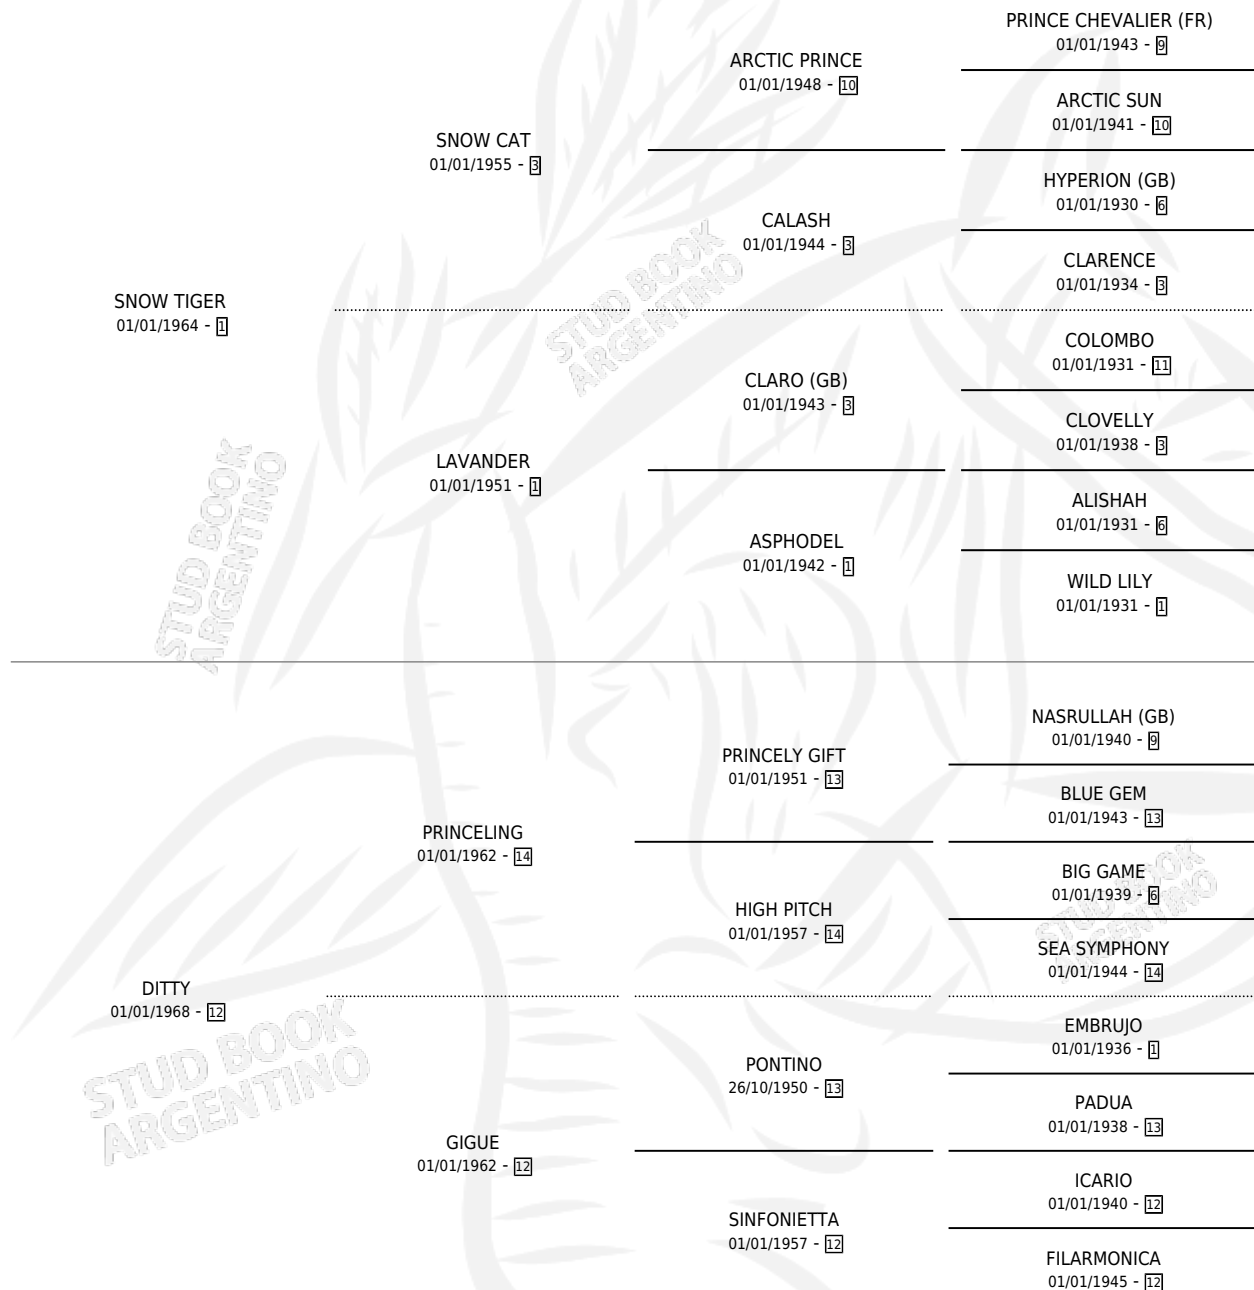 PRINCE CHEVALIER (FR)
01/01/1943 - 9
ARCTIC PRINCE
01/01/1948 - 10
ARCTIC SUN
01/01/1941 - 10
SNOW CAT
01/01/1955 - 3
HYPERION (GB)
01/01/1930 - 6
CALASH
01/01/1944 - 3
CLARENCE
01/01/1934 - 3
SNOW TIGER
01/01/1964 - 1
STUD BOOK
ARGENTINO
COLOMBO
01/01/1931 - 11
CLARO (GB)
01/01/1943 - 3
CLOVELLY
01/01/1938 - 3
LAVANDER
01/01/1951 - 1
ALISHAH
01/01/1931 - 6
ASPHODEL
01/01/1942 - 1
WILD LILY
01/01/1931 - 1
STUD BOOK
ARGENTINO
NASRULLAH (GB)
01/01/1940 - 9
PRINCELY GIFT
01/01/1951 - 13
BLUE GEM
01/01/1943 - 13
PRINCELING
01/01/1962 - 14
BIG GAME
01/01/1939 - 6
HIGH PITCH
01/01/1957 - 14
SEA SYMPHONY
01/01/1944 - 14
STUD BOOK
ARGENTINO
DITTY
01/01/1968 - 12
EMBRUJO
01/01/1936 - 1
PONTINO
26/10/1950 - 13
PADUA
01/01/1938 - 13
STUD BOOK
ARGENTINO
GIGUE
01/01/1962 - 12
ICARIO
01/01/1940 - 12
SINFONIETTA
01/01/1957 - 12
FILARMONICA
01/01/1945 - 12